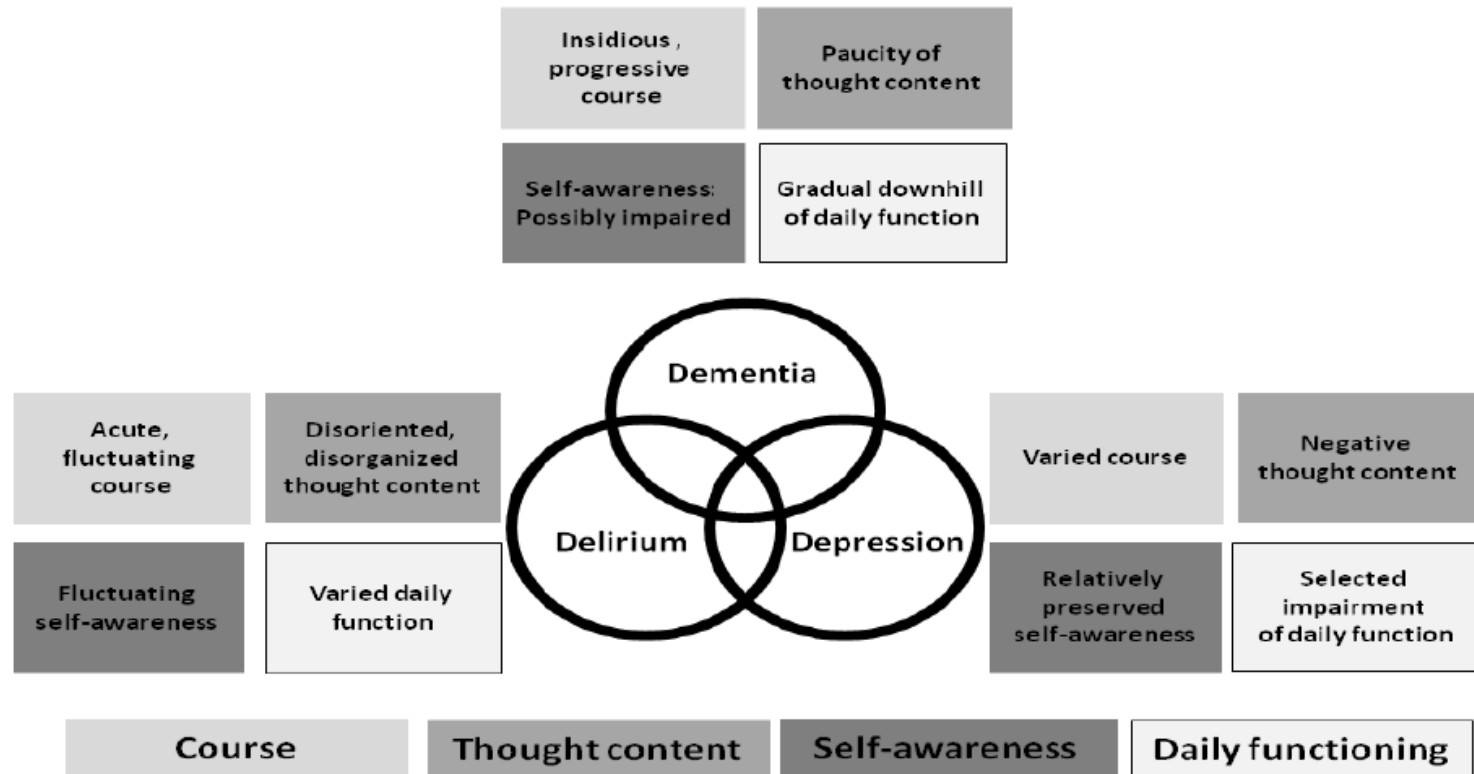 Insidious ,
progressive
course
Paucity of
thought content
Self-awareness:
Possibly impaired
Gradual downhill
of daily function
Dementia
Delirium
Depression
Acute,
fluctuating
course
Disoriented,
disorganized
thought content
Fluctuating
self-awareness
Varied daily
function
Varied course
Negative
thought content
Relatively
preserved
self-awareness
Selected
impairment
of daily function
Course
Thought content
Self-awareness
Daily functioning